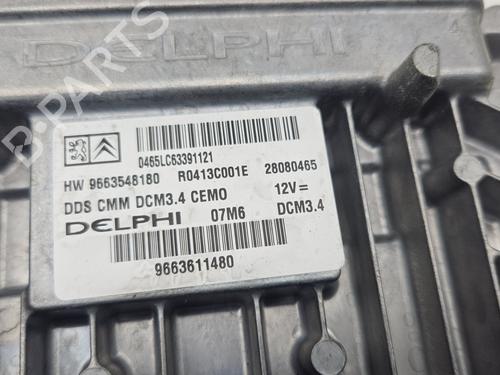 DELPHI
B-PARTS
0465LC63391121
HW 9663548180 R0413C001E 28080465
DDS CMM DCM3.4 CEMO 12V=
DELPHI 07M6 DCM3.4
9663611480